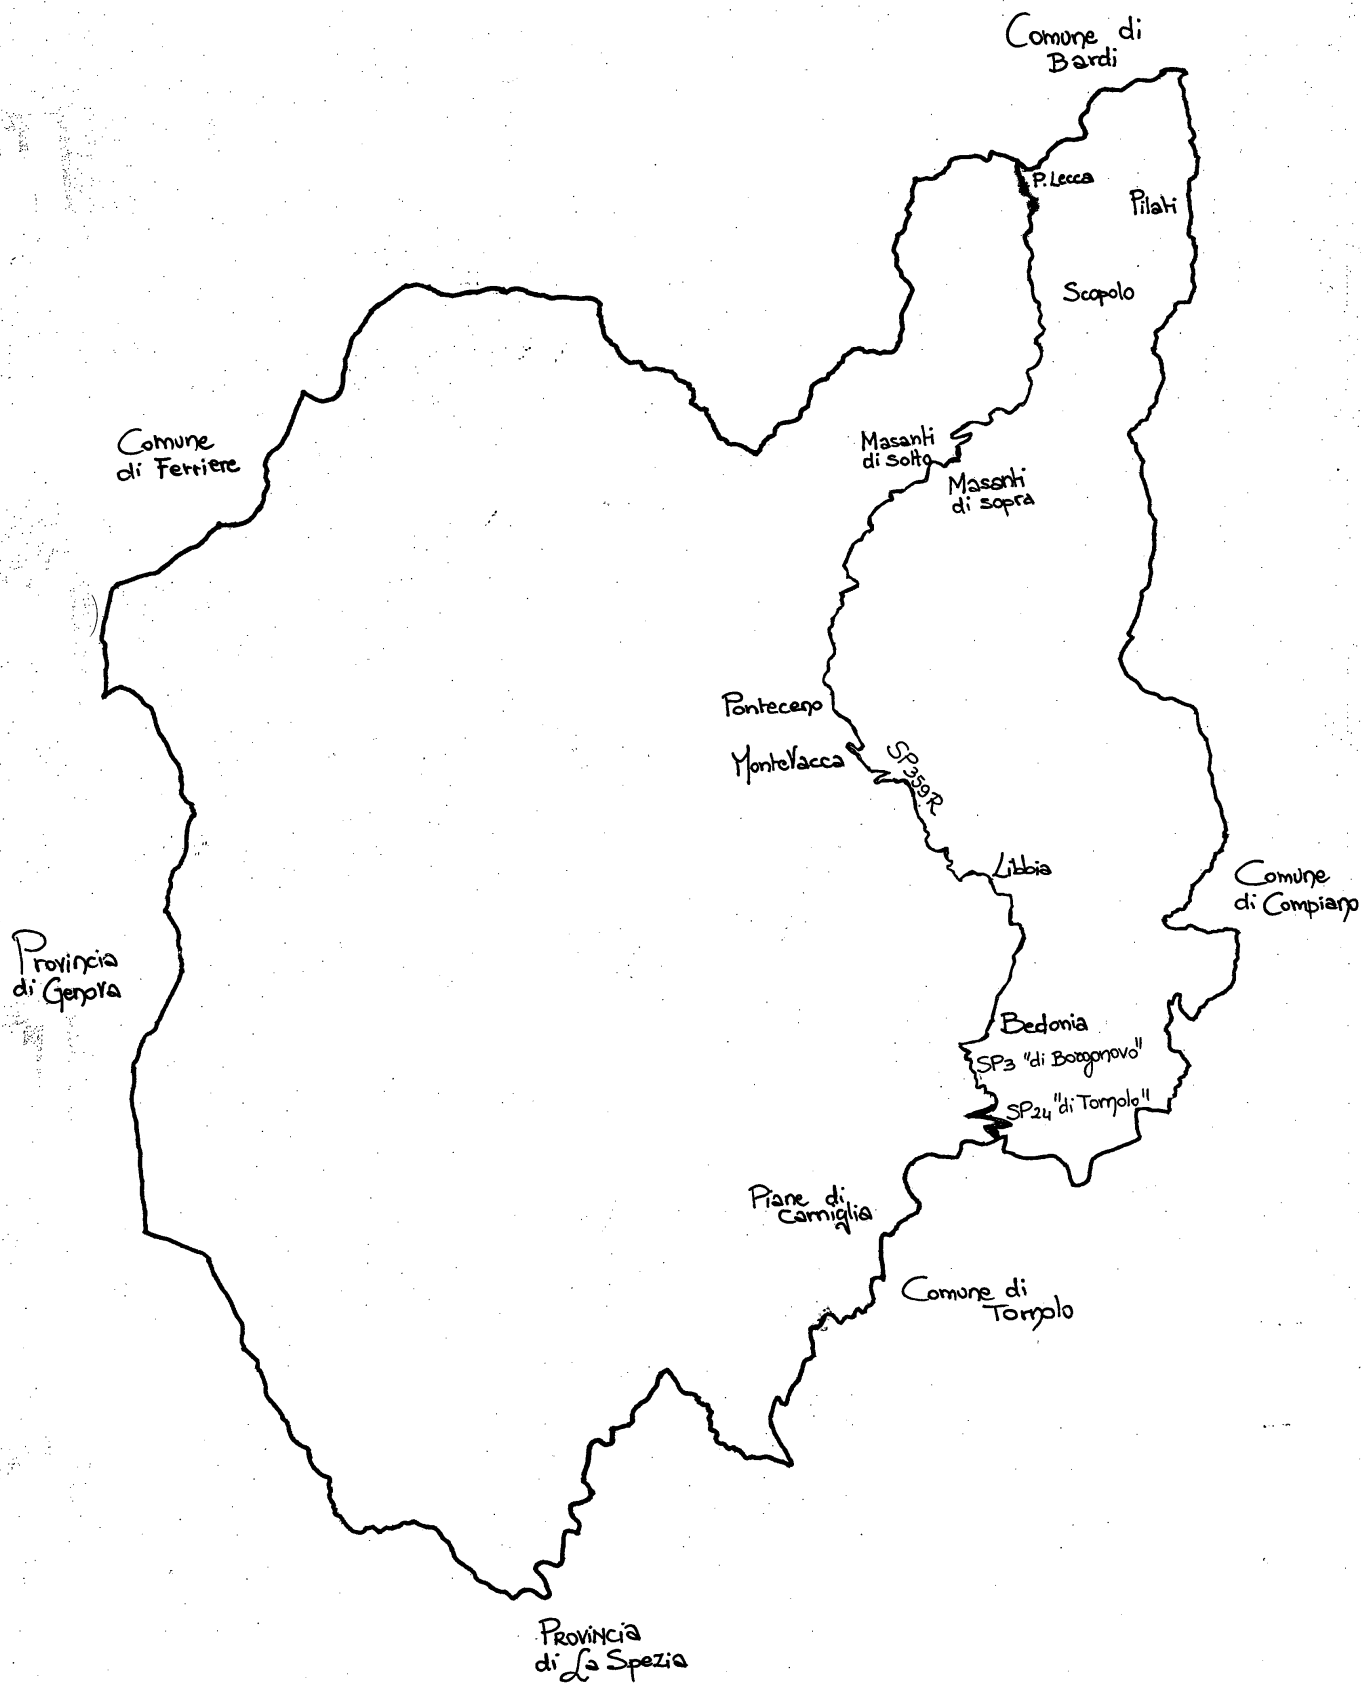 Comune di
Bardi
P. Lecca
Pilati
Scopolo
Comune
di Ferriere
Masanti
di sotto
Masanti
di sopra
Ponteceno
MonteVacca
SP359R
Libbia
Comune
di Compiano
Provincia
di Genova
Bedonia
SP3 "di Borgonovo"
SP24 "di Tornolo"
Piane di
Carniglia
Comune di
Tornolo
PROVINCIA
di La Spezia